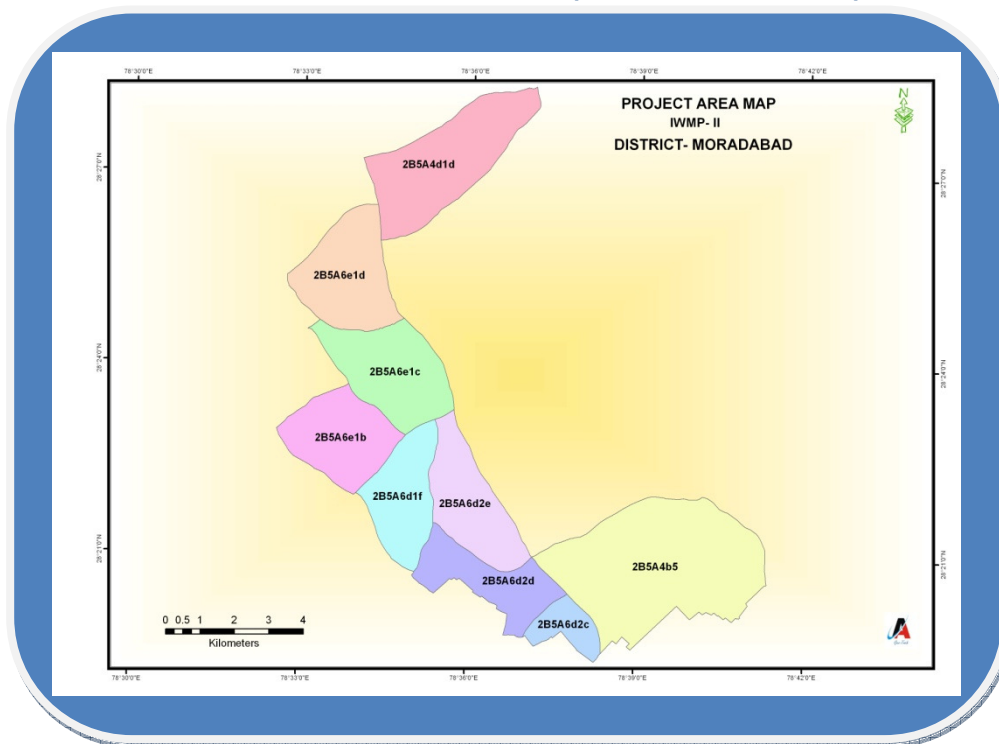 78°30'0"E 78°33'0"E 78°36'0"E 78°39'0"E 78°42'0"E
PROJECT AREA MAP
IWMP- II
DISTRICT- MORADABAD
N
2B5A4d1d
28°27'0"N
28°27'0"N
2B5A6e1d
28°24'0"N
28°24'0"N
2B5A6e1c
2B5A6e1b
2B5A6d1f
2B5A6d2e
28°21'0"N
28°21'0"N
2B5A4b5
2B5A6d2d
2B5A6d2c
0 0.5 1 2 3 4
Kilometers
78°30'0"E 78°33'0"E 78°36'0"E 78°39'0"E 78°42'0"E